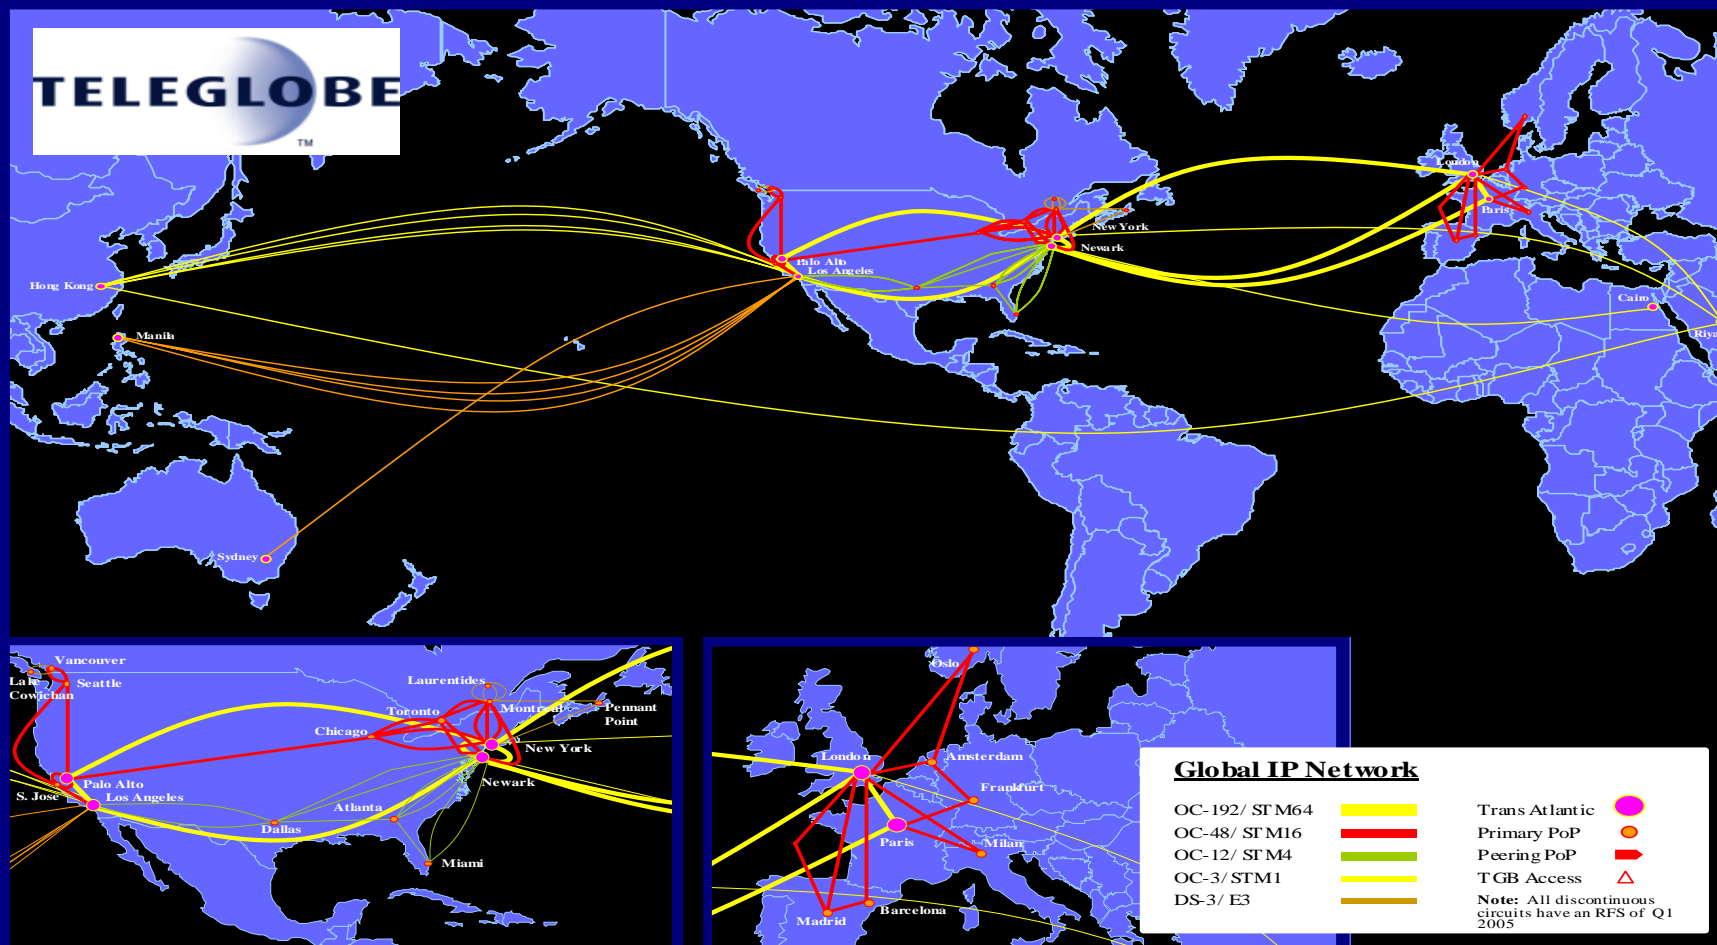 TELEGLOBE
TM
London
Paris
New York
Newark
Palo Alto
Los Angeles
Hong Kong
Manila
Cairo
Riya
Sydney
Vancouver
Lake
Cowichan
Seattle
Laurentides
Toronto
Montreal
Pennant
Point
Chicago
New York
Newark
Palo Alto
S. Jose
Los Angeles
Atlanta
Dallas
Miami
Oslo
London
Amsterdam
Frankfurt
Paris
Milan
Madrid
Barcelona
Global IP Network
OC-192/ STM64
OC-48/ STM16
OC-12/ STM4
OC-3/ STM1
DS-3/ E3
Trans Atlantic
Primary PoP
Peering PoP
TGB Access
Note: All discontinuous
circuits have an RFS of Q1
2005